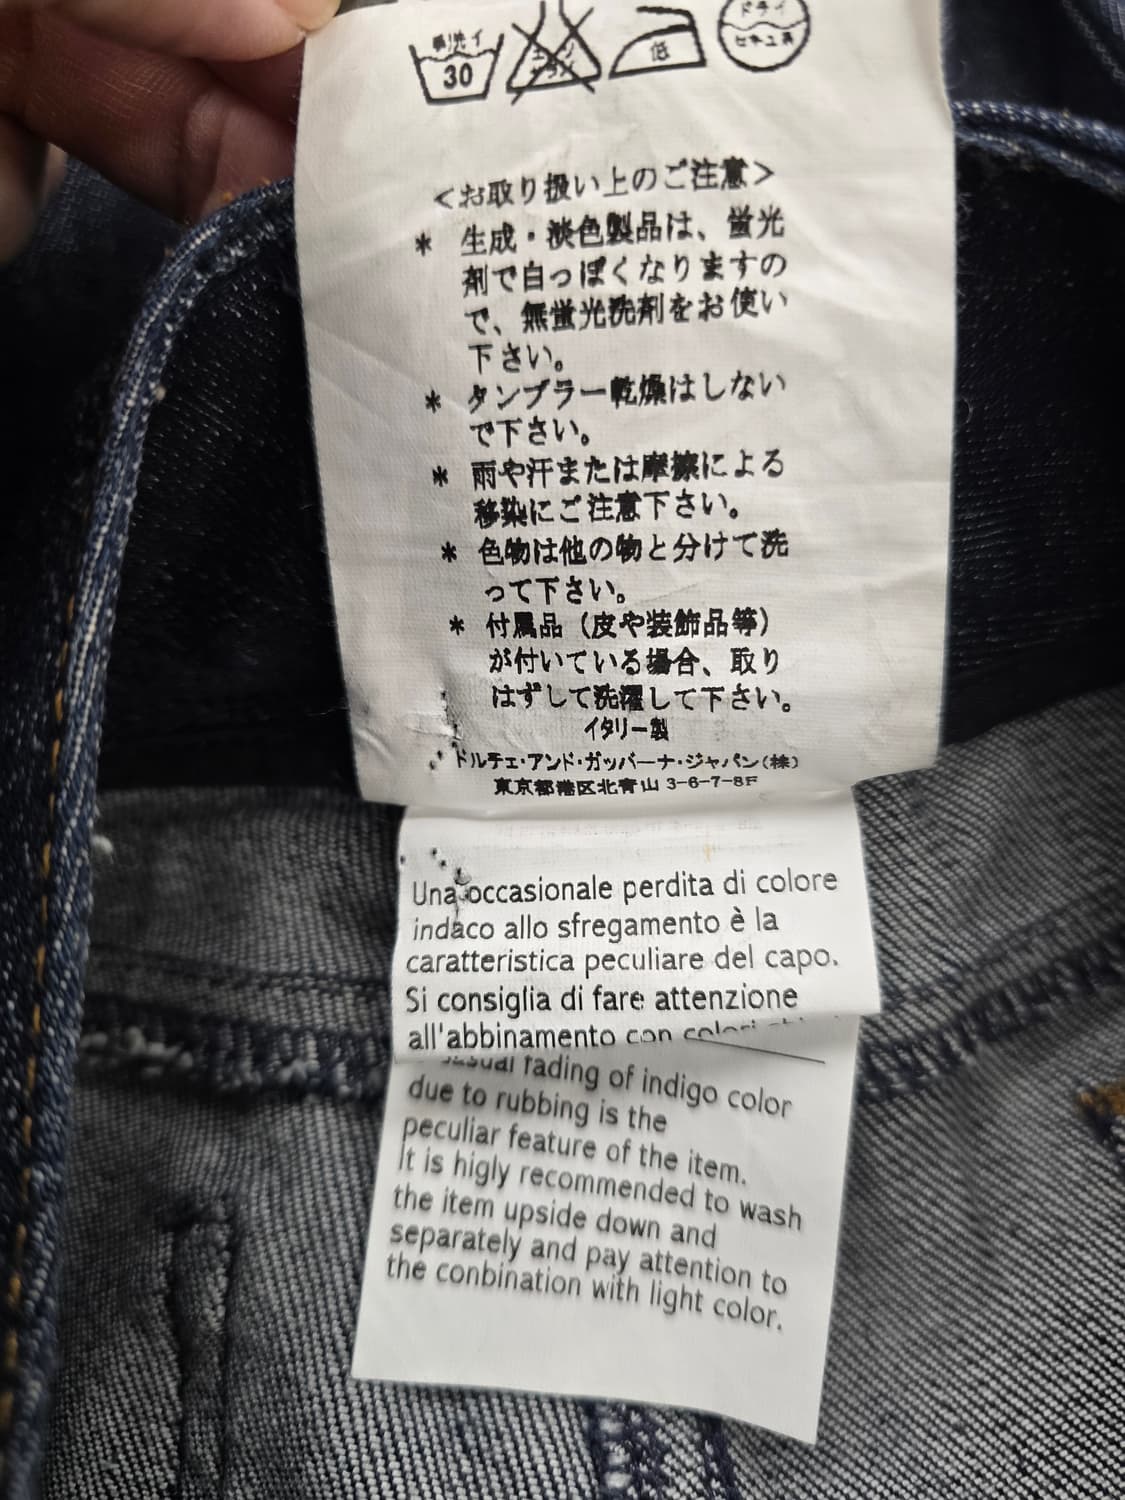 手洗イ
30
エンソ
サラシ
低
ドライ
セキユ系
<お取り扱い上のご注意>
* 生成・淡色製品は、蛍光
剤で白っぽくなりますの
で、無蛍光洗剤をお使い
下さい。
* タンブラー乾燥はしない
で下さい。
* 雨や汗または摩擦による
移染にご注意下さい。
* 色物は他の物と分けて洗
って下さい。
* 付属品(皮や装飾品等)
が付いている場合、取り
はずして洗濯して下さい。
イタリー製
ドルチェ・アンド・ガッバーナ・ジャパン(株)
東京都港区北青山 3-6-7-8F
Una occasionale perdita di colore
indaco allo sfregamento è la
caratteristica peculiare del capo.
Si consiglia di fare attenzione
all'abbinamento con colori
fading of indigo color
due to rubbing is the
peculiar feature of the item.
It is higly recommended to wash
the item upside down and
separately and pay attention to
the conbination with light color.